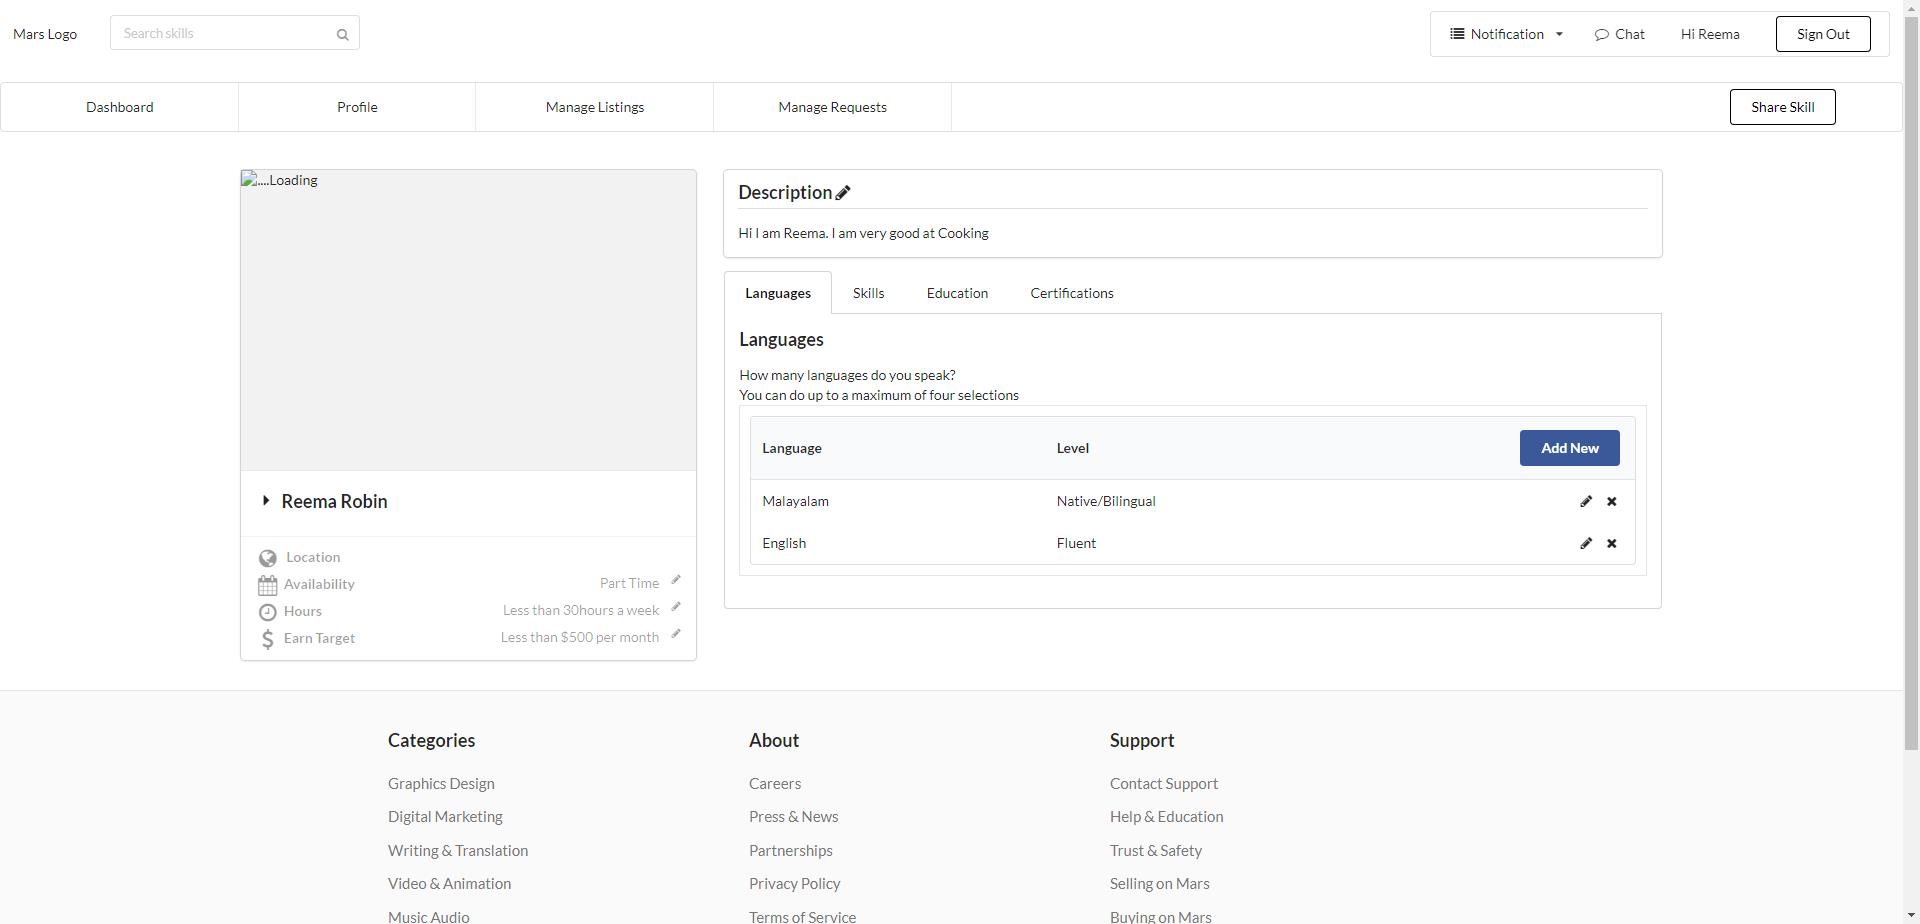 Mars Logo
Search skills
Notification
Chat
Hi Reema
Sign Out
Dashboard
Profile
Manage Listings
Manage Requests
Share Skill
....Loading
Reema Robin
Location
Availability
Part Time
Hours
Less than 30hours a week
Earn Target
Less than $500 per month
Description
Hi I am Reema. I am very good at Cooking
Languages
Skills
Education
Certifications
Languages
How many languages do you speak?
You can do up to a maximum of four selections
Language
Level
Add New
Malayalam
Native/Bilingual
English
Fluent
Categories
Graphics Design
Digital Marketing
Writing & Translation
Video & Animation
Music Audio
About
Careers
Press & News
Partnerships
Privacy Policy
Terms of Service
Support
Contact Support
Help & Education
Trust & Safety
Selling on Mars
Buying on Mars